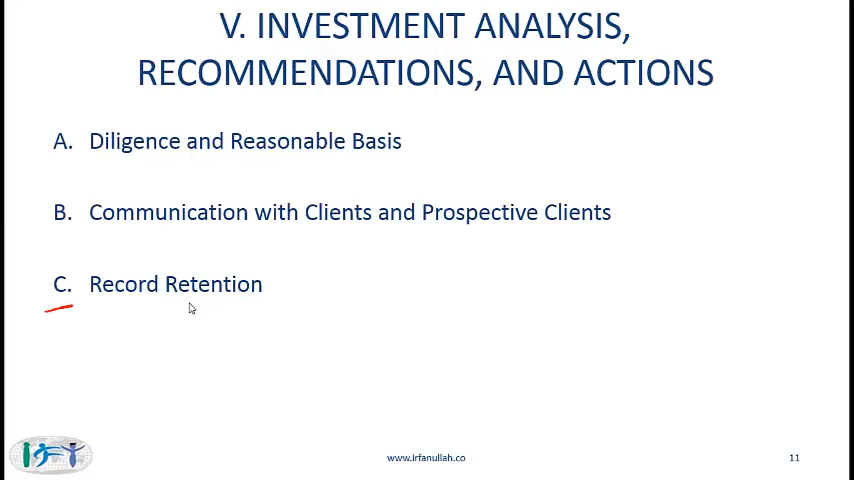 V. INVESTMENT ANALYSIS,
RECOMMENDATIONS, AND ACTIONS
A. Diligence and Reasonable Basis
B. Communication with Clients and Prospective Clients
C. Record Retention
www.irfanullah.co
11